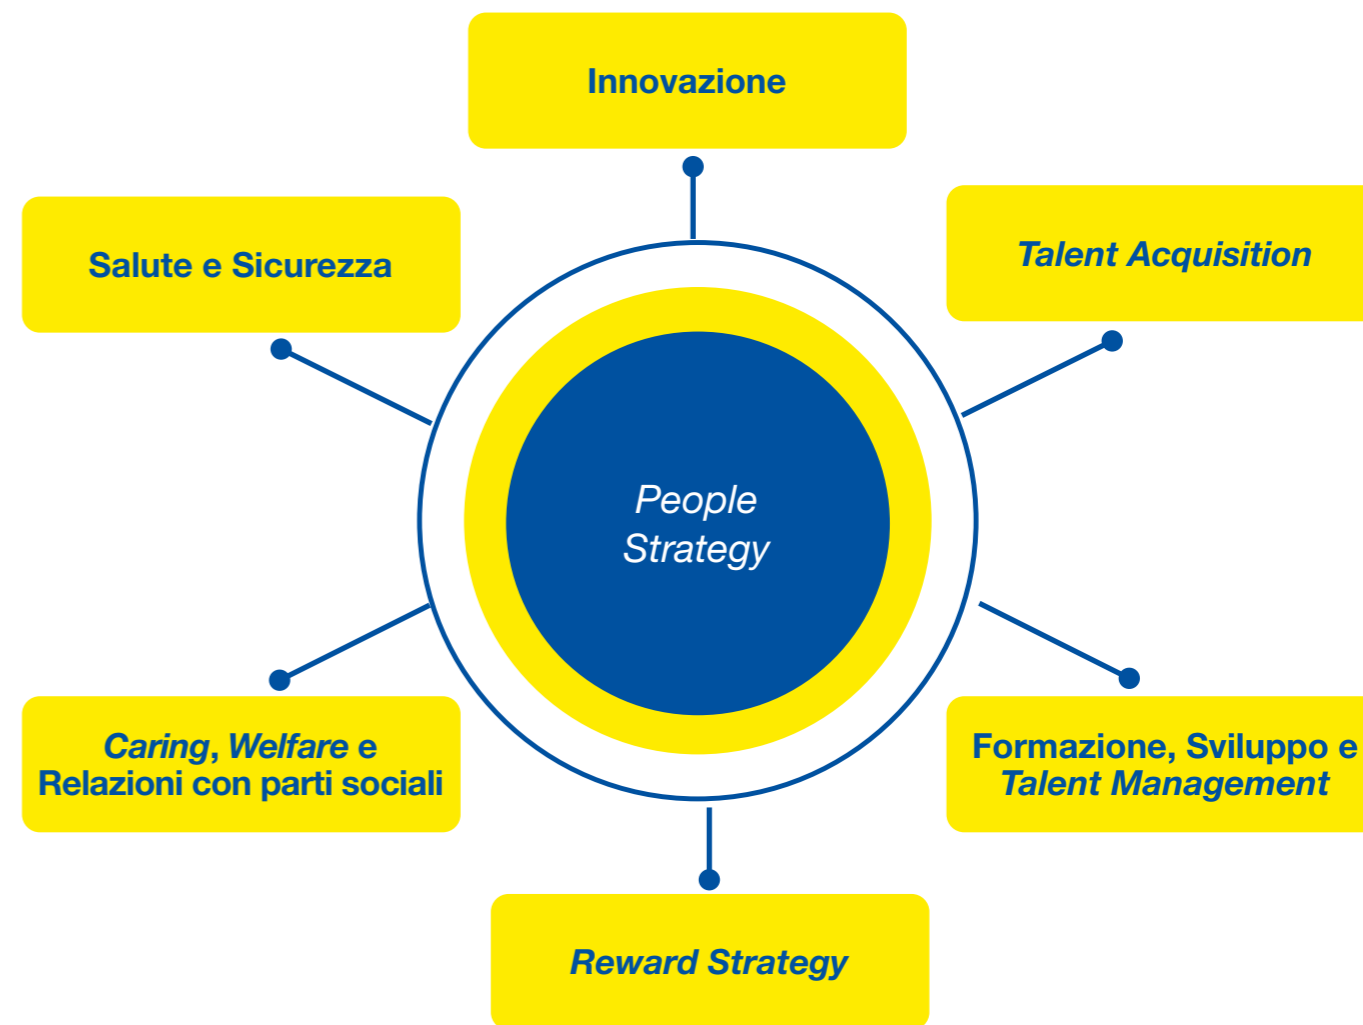 Innovazione
Salute e Sicurezza
Talent Acquisition
People
Strategy
Caring, Welfare e
Relazioni con parti sociali
Formazione, Sviluppo e
Talent Management
Reward Strategy